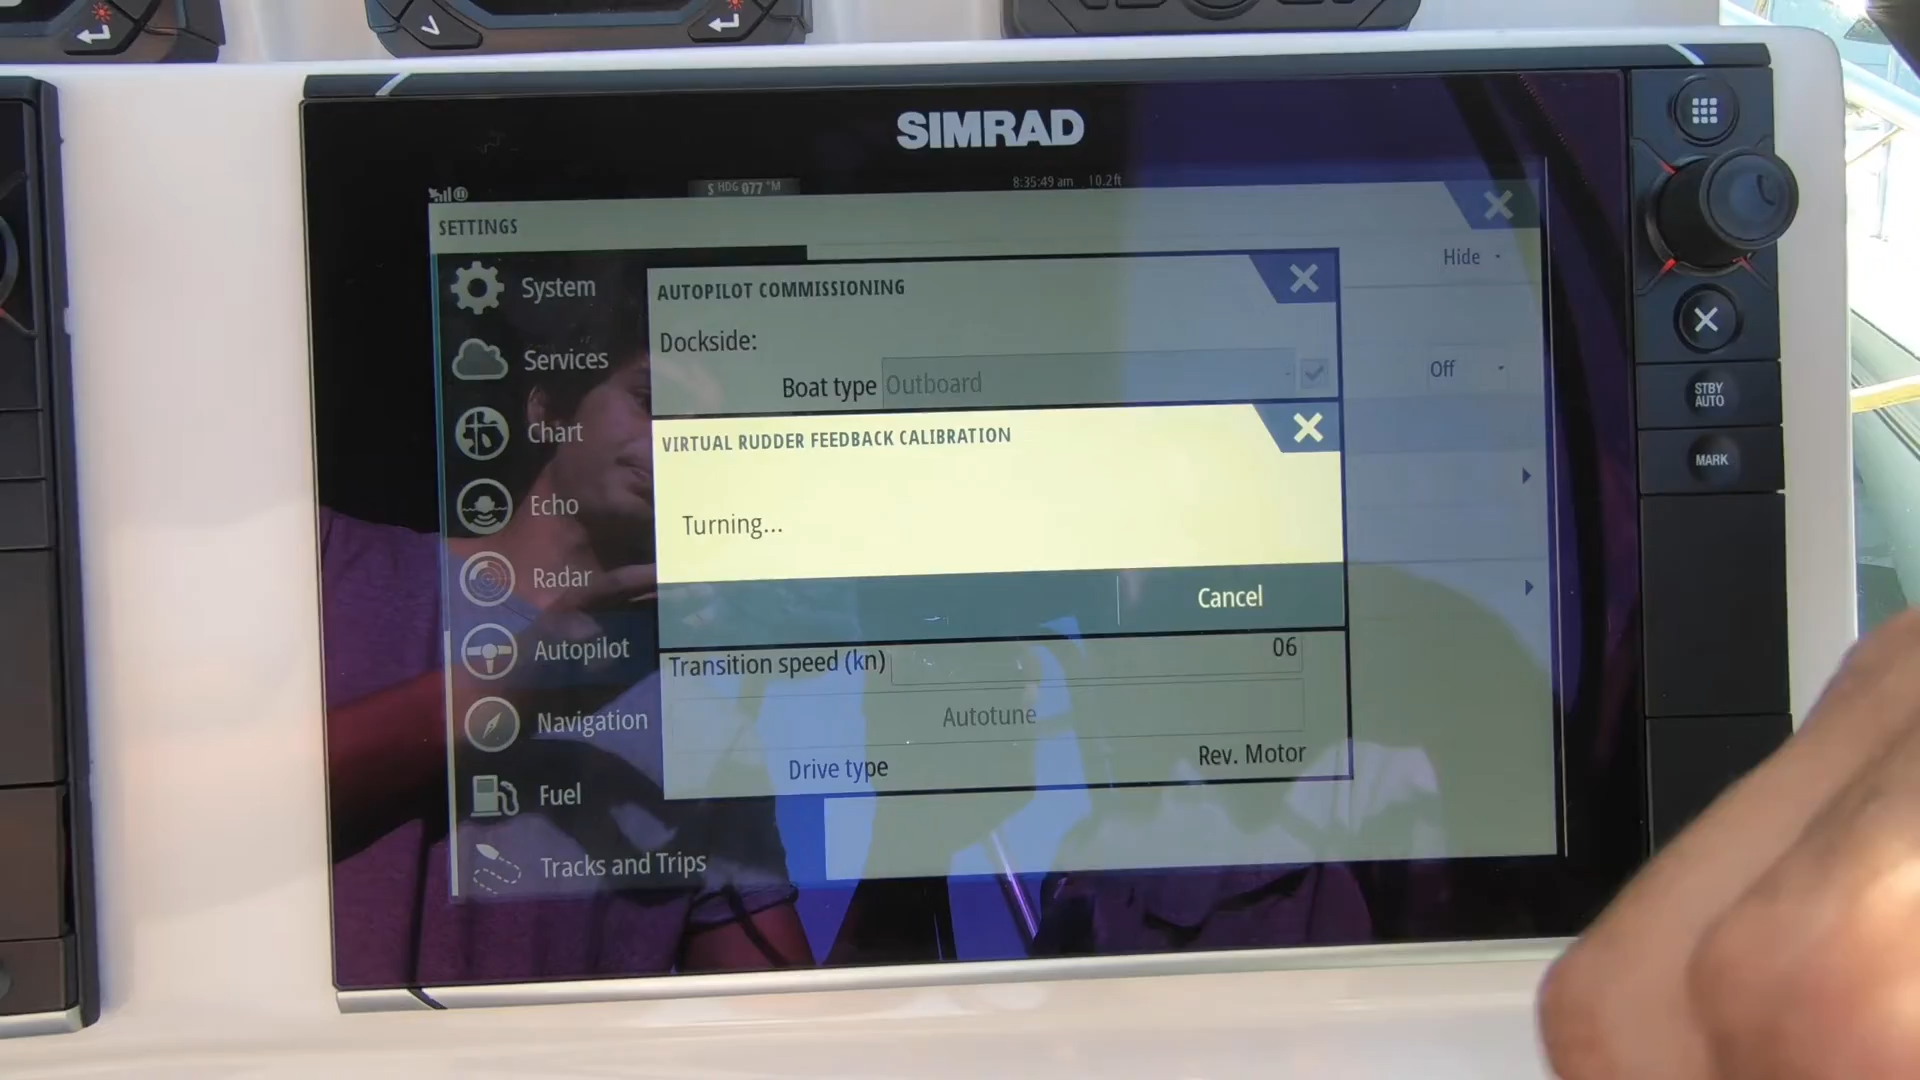 SIMRAD
S HDG 077 °M
8:35:49 am 10.2ft
SETTINGS
Hide
System
AUTOPILOT COMMISSIONING
Dockside:
Services
Off
Boat type Outboard
STBY
AUTO
Chart
VIRTUAL RUDDER FEEDBACK CALIBRATION
MARK
Echo
Turning...
Radar
Cancel
Autopilot
Transition speed (kn) 06
Navigation
Autotune
Drive type Rev. Motor
Fuel
Tracks and Trips